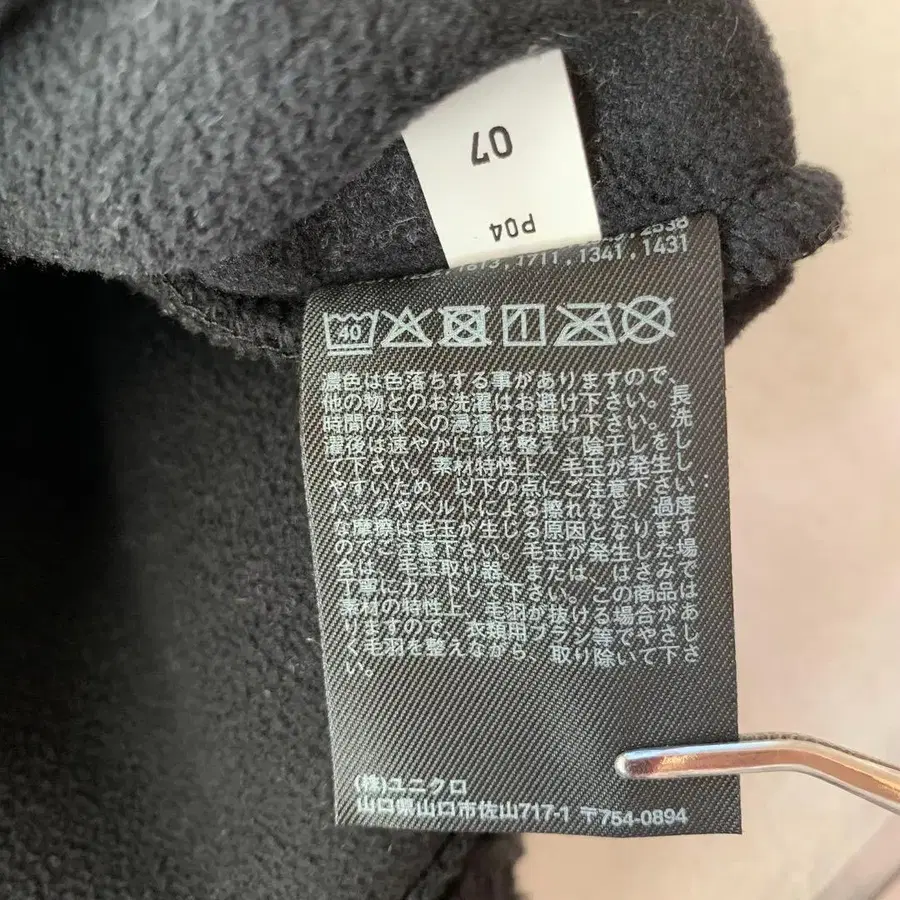 07
P04
1711,1341,1431
40
濃色は色落ちする事がありますので、
他の物とのお洗濯はお避け下さい。長
時間の水への浸漬はお避け下さい。洗
濯後は速やかに形を整え、陰干しをし
て下さい。素材特性上、毛玉が発生し
やすいため、以下の点にご注意下さい
バッグやベルトによる擦れなど、過度
な摩擦は毛玉が生じる原因となります
のでご注意下さい。毛玉が発生した場
合は、毛玉取り器、または、はさみで
丁寧にカットして下さい。この商品は
素材の特性上、毛羽が抜ける場合があ
りますので、衣類用ブラシ等でやさし
く毛羽を整えながら、取り除いて下さ
い。
(株)ユニクロ
山口県山口市佐山717-1 〒754-0894